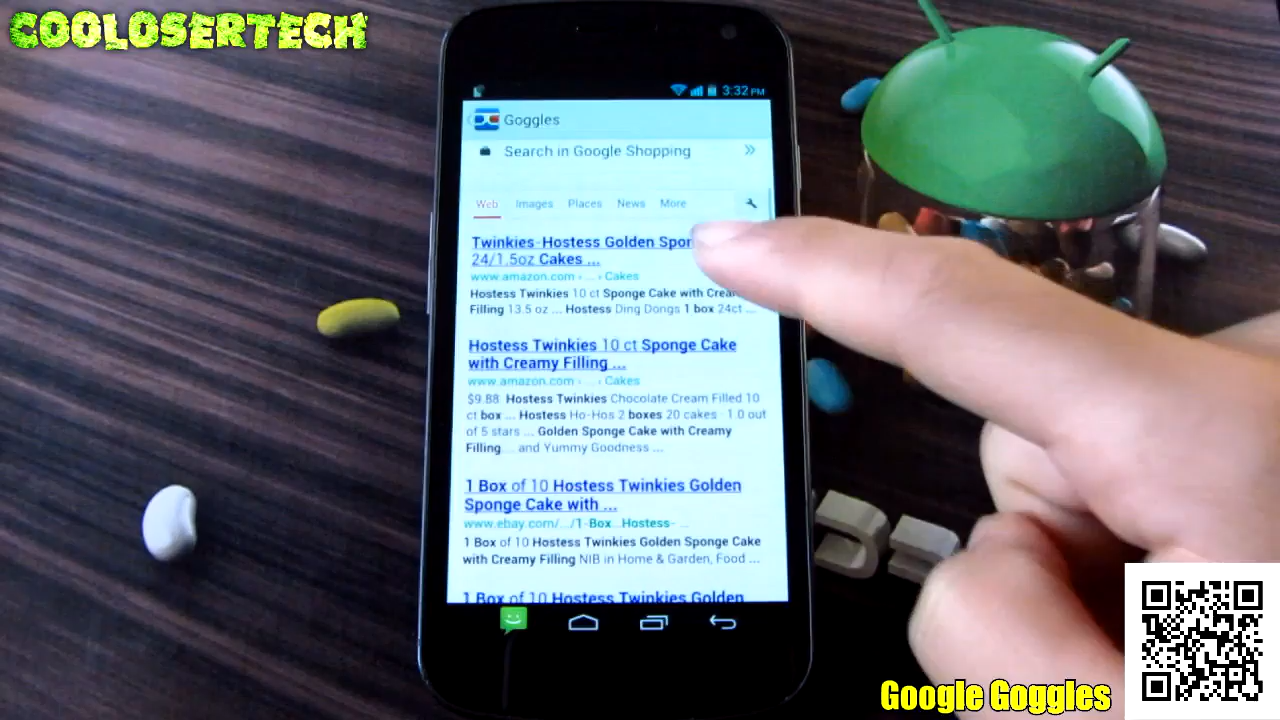 COOLOSERTECH
3:32 PM
Goggles
Search in Google Shopping
Web Images Places News More
Twinkies-Hostess Golden Spon
24/1.5oz Cakes ...
www.amazon.com › ... › Cakes
Hostess Twinkies 10 ct Sponge Cake with Crea
Filling 13.5 oz ... Hostess Ding Dongs 1 box 24ct ...
Hostess Twinkies 10 ct Sponge Cake
with Creamy Filling ...
www.amazon.com › ... › Cakes
$9.88 Hostess Twinkies Chocolate Cream Filled 10
ct box ... Hostess Ho-Hos 2 boxes 20 cakes · 1.0 out
of 5 stars ... Golden Sponge Cake with Creamy
Filling ... and Yummy Goodness ...
1 Box of 10 Hostess Twinkies Golden
Sponge Cake with ...
www.ebay.com/.../1-Box...Hostess-...
1 Box of 10 Hostess Twinkies Golden Sponge Cake
with Creamy Filling NIB in Home & Garden, Food ...
1 Box of 10 Hostess Twinkies Golden
Google Goggles